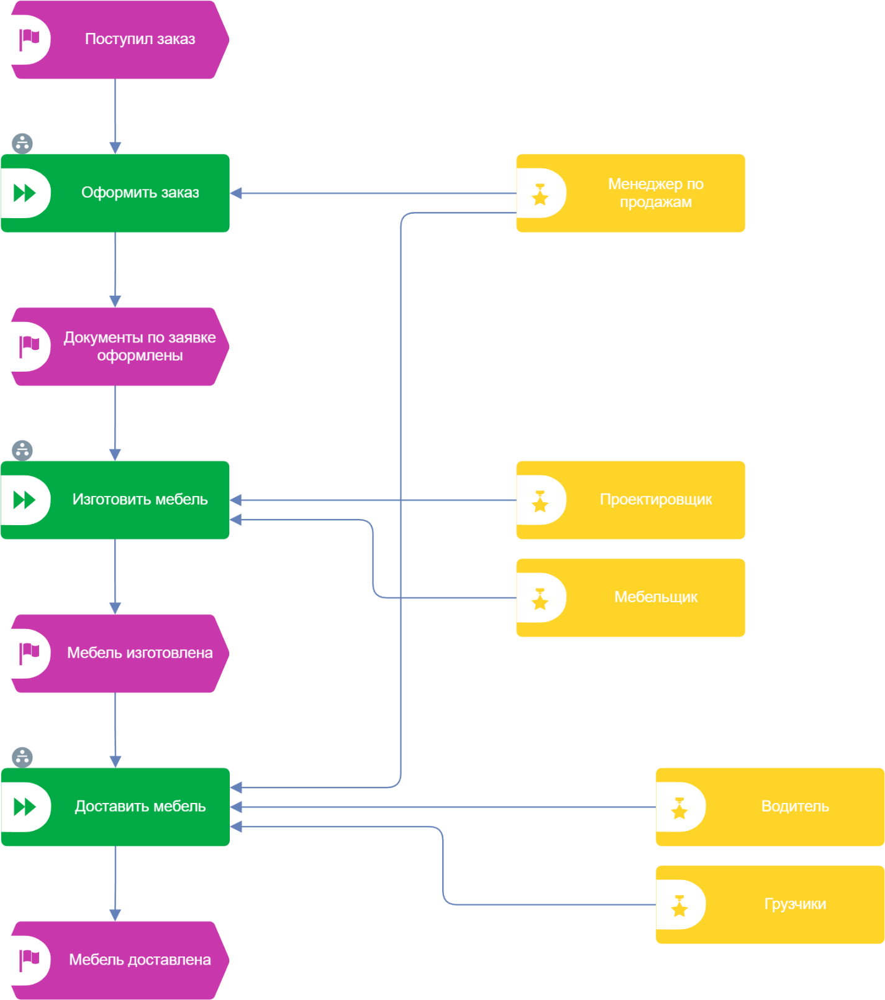 Поступил заказ
Оформить заказ
Менеджер по
продажам
Документы по заявке
оформлены
Изготовить мебель
Проектировщик
Мебельщик
Мебель изготовлена
Доставить мебель
Водитель
Грузчики
Мебель доставлена